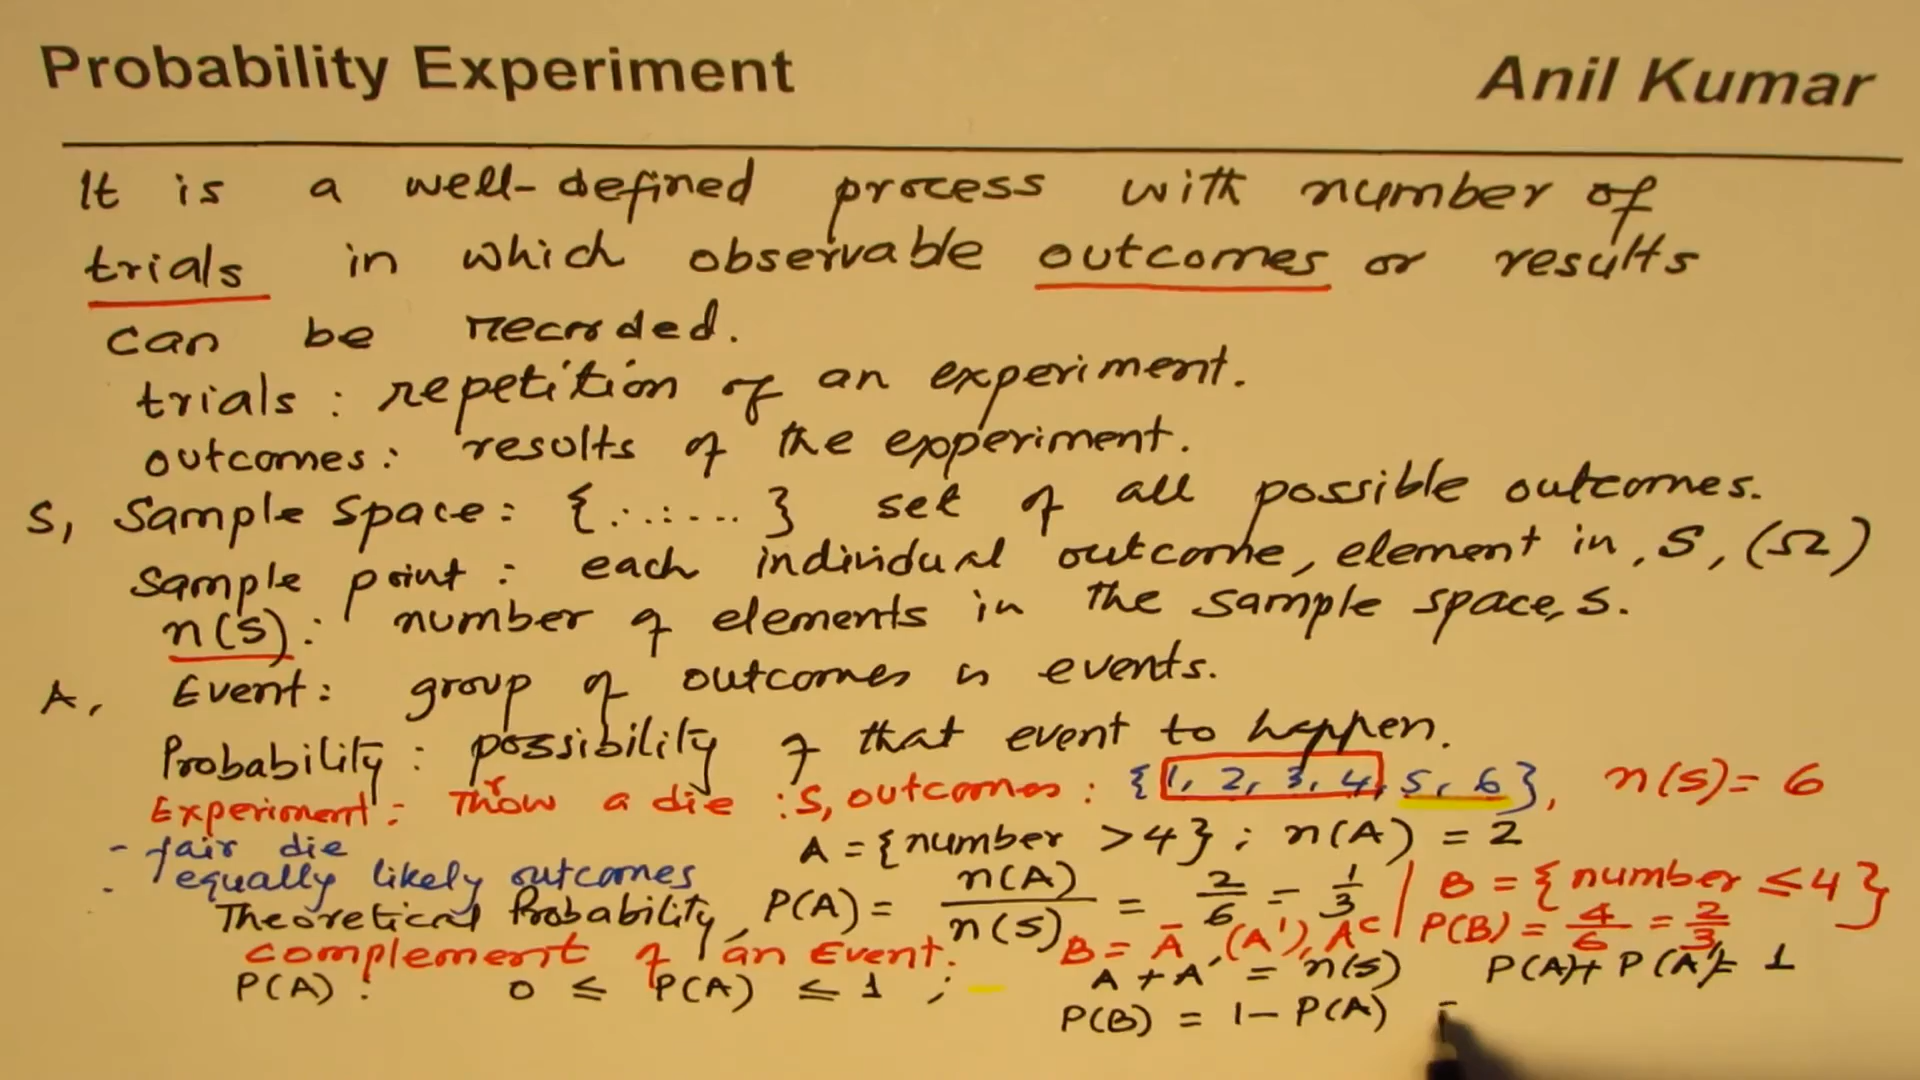 Probability Experiment Anil Kumar
It is a well-defined process with number of
trials in which observable outcomes or results
can be recorded.
trials : repetition of an experiment.
outcomes : results of the experiment.
S, Sample Space : {.......} set of all possible outcomes.
Sample point : each individual outcome, element in, S, (Ω)
n(S) : number of elements in the sample space, S.
A, Event : group of outcomes is events.
Probability : possibility of that event to happen.
Experiment : Throw a die : S, outcomes : {1, 2, 3, 4, 5, 6}, n(S) = 6
- fair die
A = {number > 4} ; n(A) = 2
- equally likely outcomes
Theoretical Probability, P(A) = n(A)/n(S) = 2/6 = 1/3 | B = {number ≤ 4}
P(B) = 4/6 = 2/3
Complement of an Event. B = Ā, (A'), Aᶜ
A + A' = n(S) P(A) + P(A') = 1
P(A) : 0 ≤ P(A) ≤ 1 ;
P(B) = 1 - P(A) =